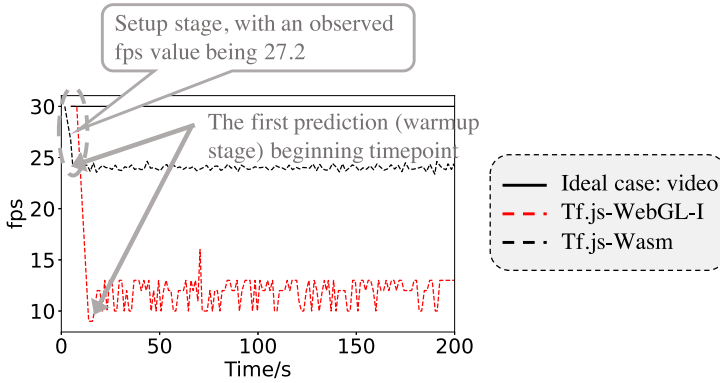 Setup stage, with an observed
fps value being 27.2
The first prediction (warmup
stage) beginning timepoint
30
25
20
15
10
fps
0
50
100
150
200
Time/s
Ideal case: video
Tf.js-WebGL-I
Tf.js-Wasm